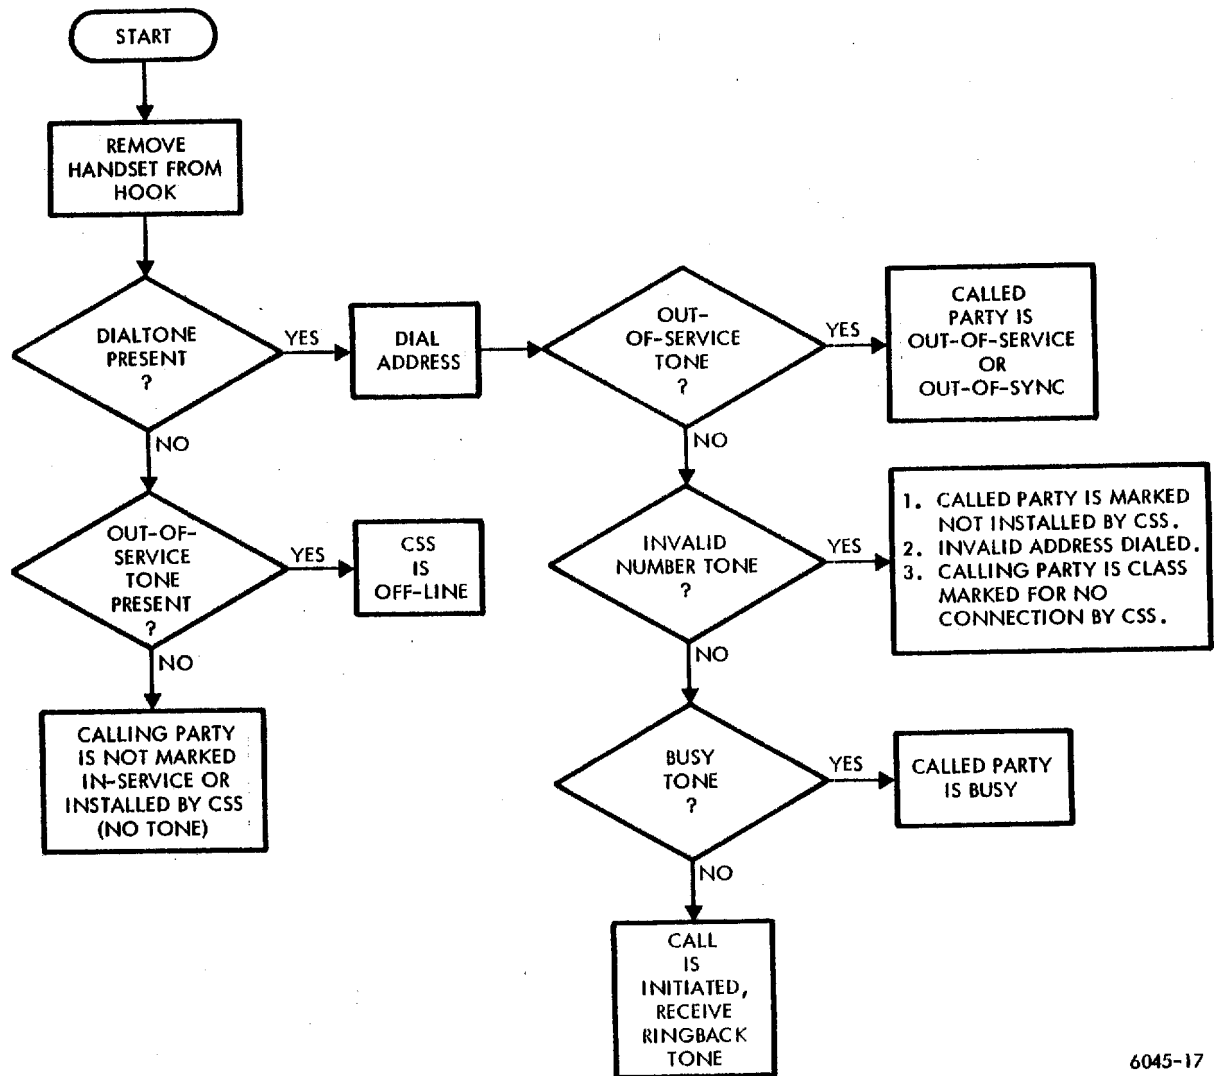 START
REMOVE
HANDSET FROM
HOOK
DIALTONE
PRESENT
?
YES
DIAL
ADDRESS
OUT-
OF-SERVICE
TONE
?
YES
CALLED
PARTY IS
OUT-OF-SERVICE
OR
OUT-OF-SYNC
NO
NO
OUT-OF-
SERVICE
TONE
PRESENT
?
YES
CSS
IS
OFF-LINE
INVALID
NUMBER TONE
?
YES
1. CALLED PARTY IS MARKED
NOT INSTALLED BY CSS.
2. INVALID ADDRESS DIALED.
3. CALLING PARTY IS CLASS
MARKED FOR NO
CONNECTION BY CSS.
NO
NO
CALLING PARTY
IS NOT MARKED
IN-SERVICE OR
INSTALLED BY CSS
(NO TONE)
BUSY
TONE
?
YES
CALLED PARTY
IS BUSY
NO
CALL
IS
INITIATED,
RECEIVE
RINGBACK
TONE
6045-17